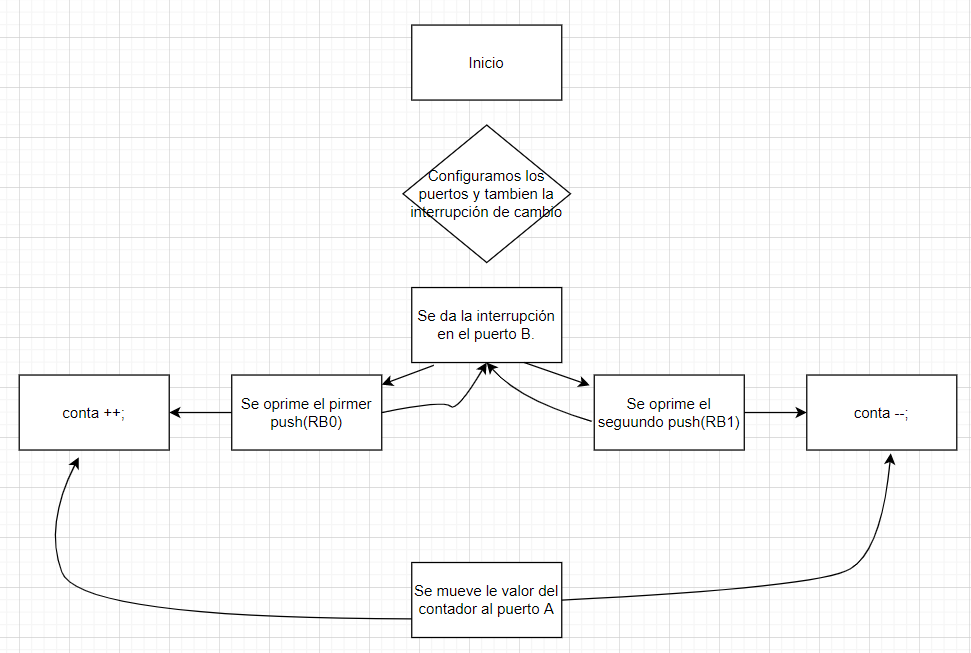 Inicio
Configuramos los
puertos y tambien la
interrupción de cambio
Se da la interrupción
en el puerto B.
conta ++;
Se oprime el pirmer
push(RB0)
Se oprime el
seguundo push(RB1)
conta --;
Se mueve le valor del
contador al puerto A